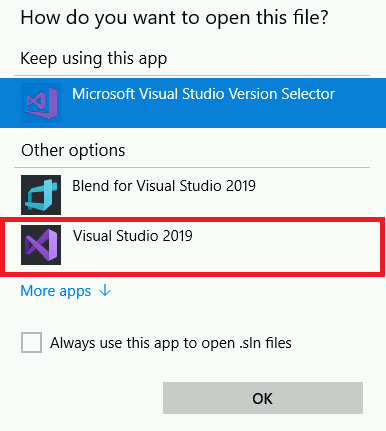 How do you want to open this file?
Keep using this app
Microsoft Visual Studio Version Selector
Other options
Blend for Visual Studio 2019
Visual Studio 2019
More apps ↓
Always use this app to open .sln files
OK